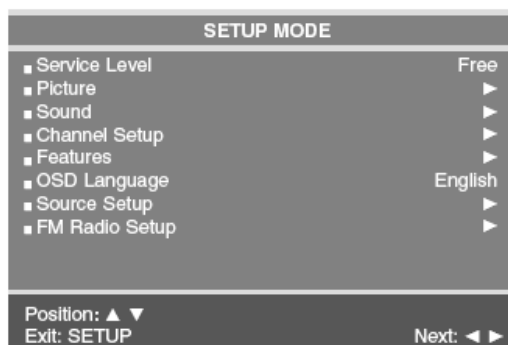 SETUP MODE
■ Service Level Free
■ Picture ►
■ Sound ►
■ Channel Setup ►
■ Features ►
■ OSD Language English
■ Source Setup ►
■ FM Radio Setup ►
Position: ▲ ▼
Exit: SETUP Next: ◄ ►